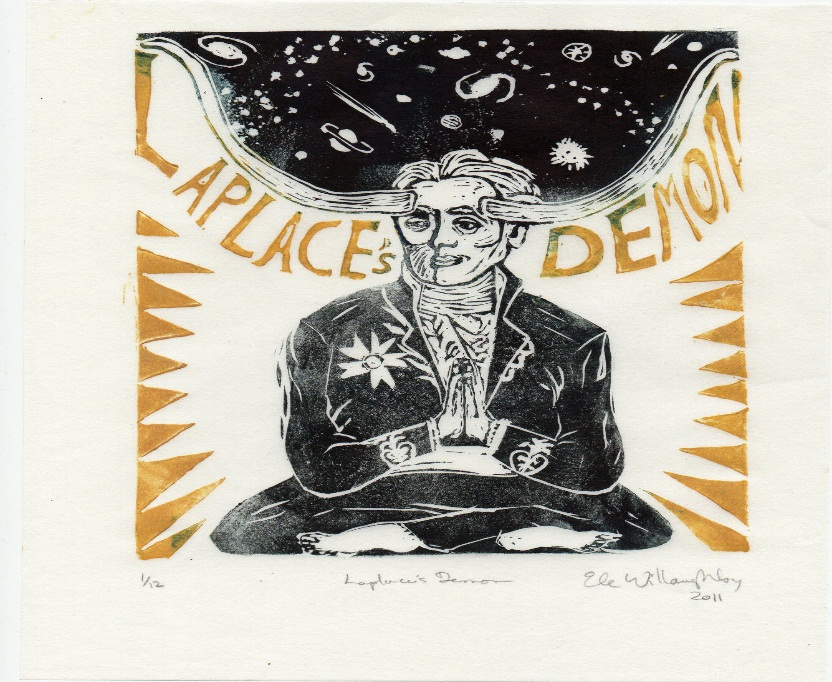 LAPLACE's DEMON
1/12 Laplace's Demon Ele Willoughby
2011